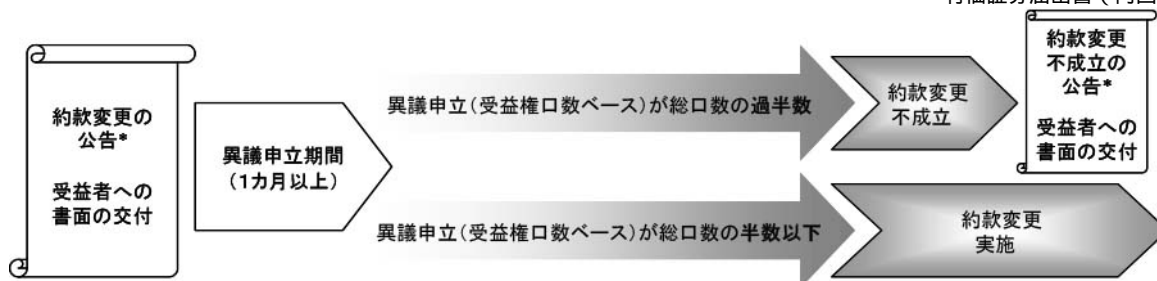 約款変更の
公告*
受益者への
書面の交付
異議申立期間
(1カ月以上)
異議申立(受益権口数ベース)が総口数の過半数
約款変更
不成立
約款変更
不成立の
公告*
受益者への
書面の交付
異議申立(受益権口数ベース)が総口数の半数以下
約款変更
実施